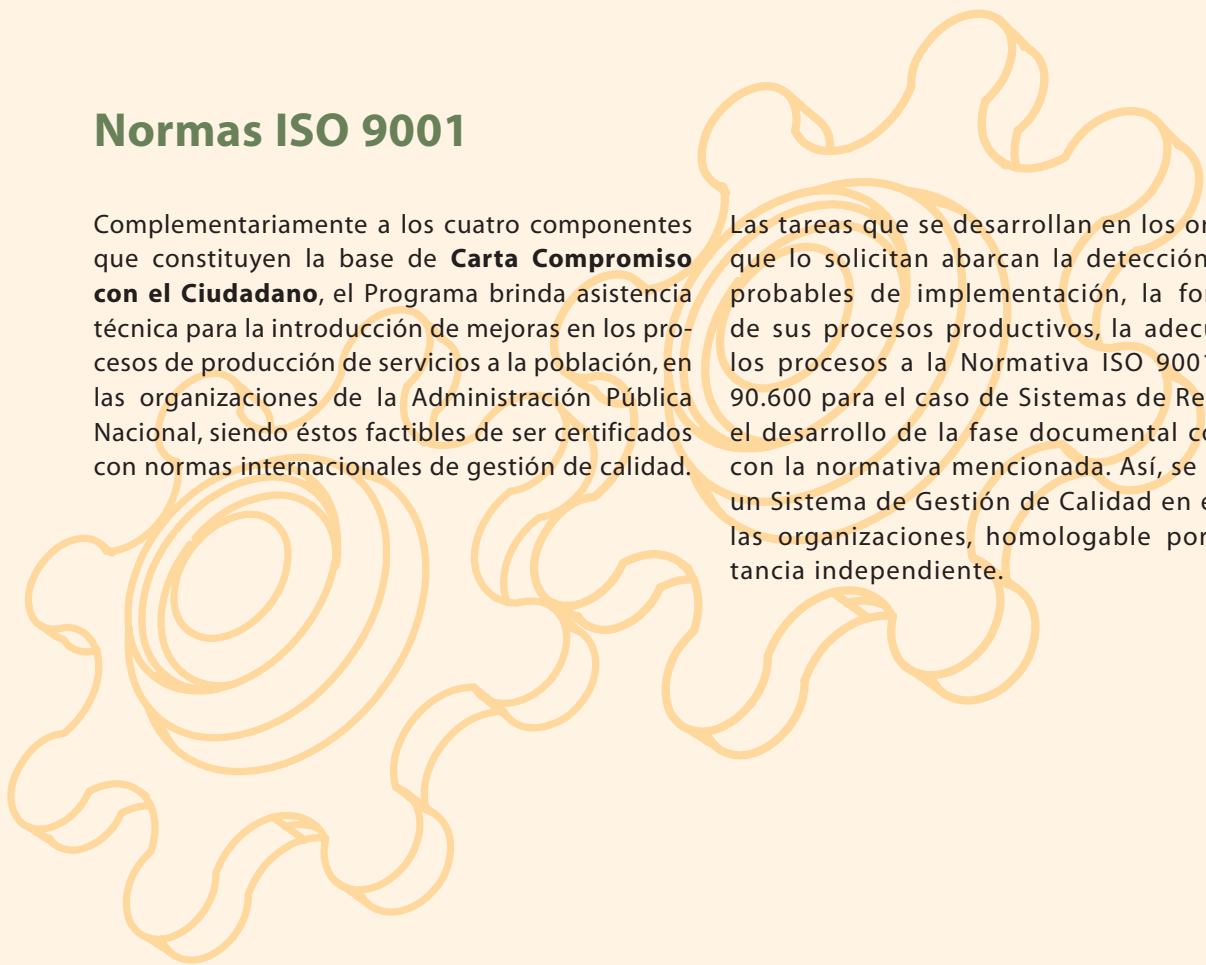 Normas ISO 9001
Complementariamente a los cuatro componentes
que constituyen la base de Carta Compromiso
con el Ciudadano, el Programa brinda asistencia
técnica para la introducción de mejoras en los pro-
cesos de producción de servicios a la población, en
las organizaciones de la Administración Pública
Nacional, siendo éstos factibles de ser certificados
con normas internacionales de gestión de calidad.
Las tareas que se desarrollan en los
que lo solicitan abarcan la detección
probables de implementación, la
de sus procesos productivos, la
los procesos a la Normativa ISO 9001
90.600 para el caso de Sistemas de
el desarrollo de la fase documental
con la normativa mencionada. Así, se
un Sistema de Gestión de Calidad en
las organizaciones, homologable por
tancia independiente.